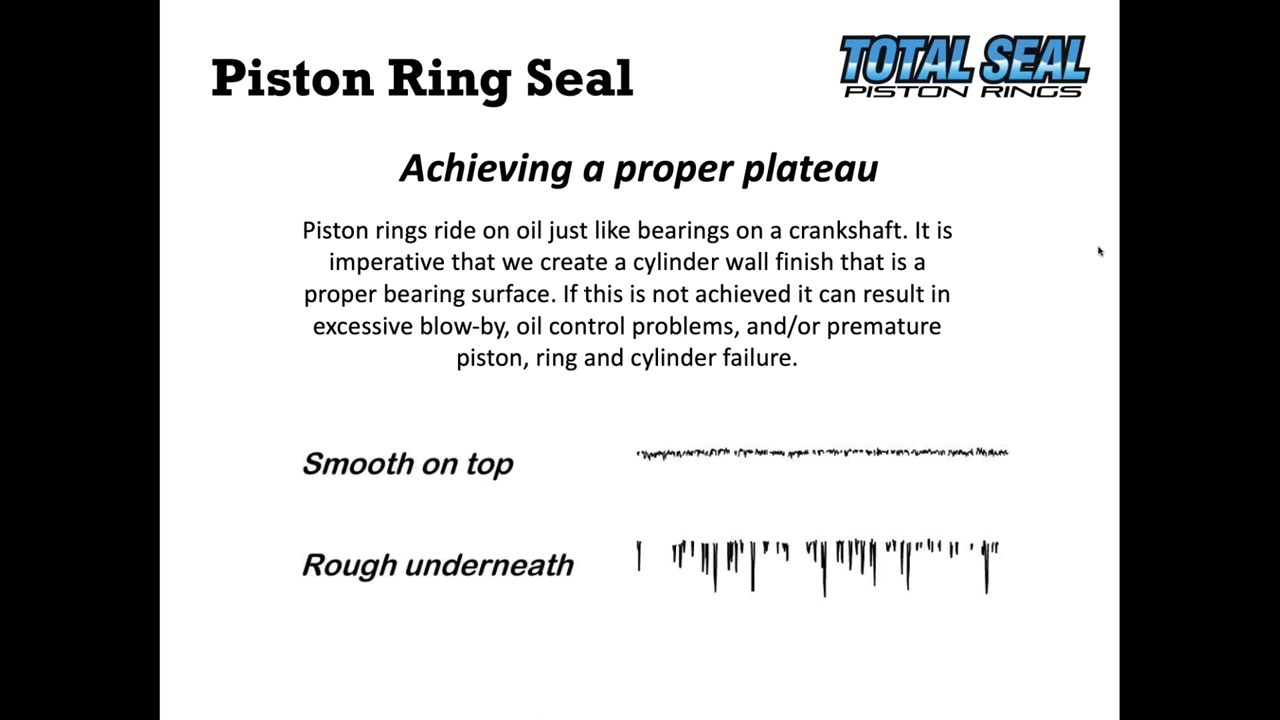 Piston Ring Seal
TOTAL SEAL
PISTON RINGS
Achieving a proper plateau
Piston rings ride on oil just like bearings on a crankshaft. It is
imperative that we create a cylinder wall finish that is a
proper bearing surface. If this is not achieved it can result in
excessive blow-by, oil control problems, and/or premature
piston, ring and cylinder failure.
Smooth on top
Rough underneath